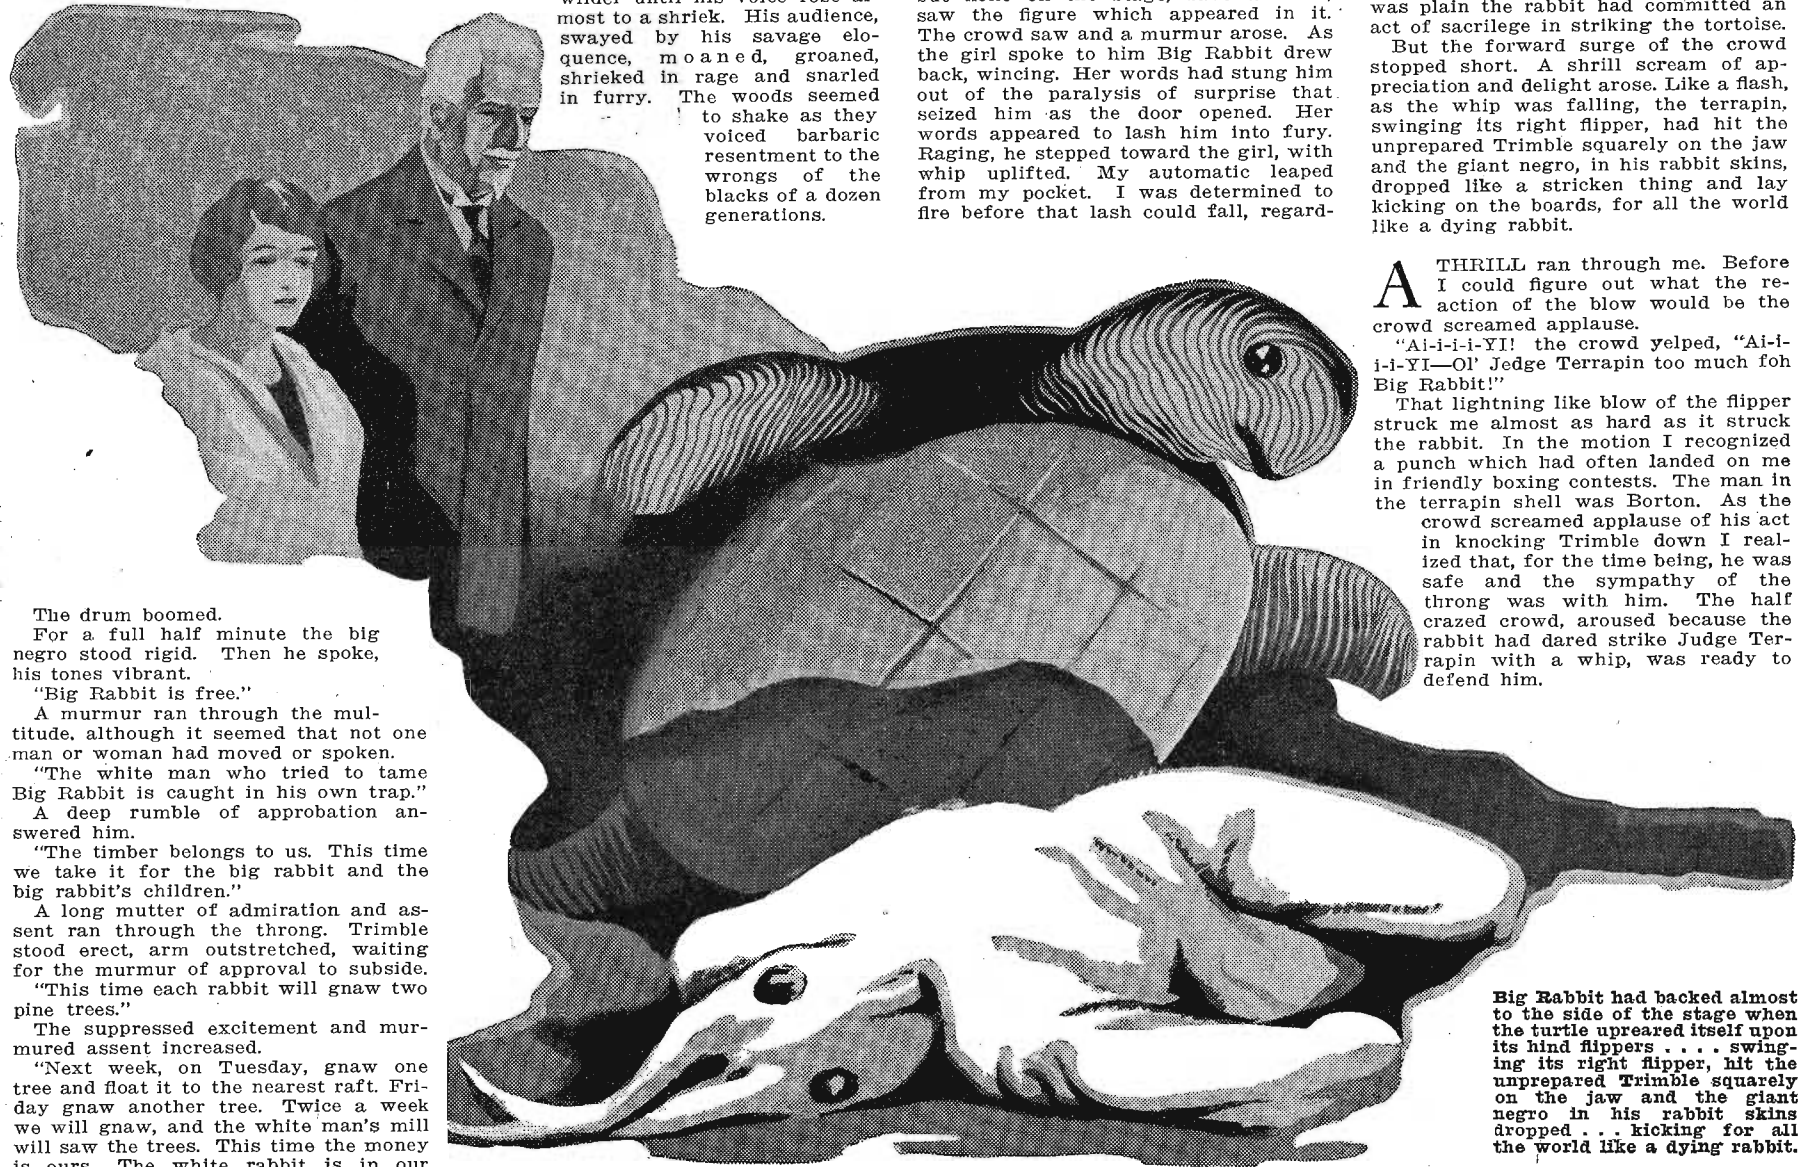 The drum boomed.
For a full half minute the big
negro stood rigid. Then he spoke,
his tones vibrant.
"Big Rabbit is free."
A murmur ran through the mul-
titude, although it seemed that not one
man or woman had moved or spoken.
"The white man who tried to tame
Big Rabbit is caught in his own trap."
A deep rumble of approbation an-
swered him.
"The timber belongs to us. This time
we take it for the big rabbit and the
big rabbit's children."
A long mutter of admiration and as-
sent ran through the throng. Trimble
stood erect, arm outstretched, waiting
for the murmur of approval to subside.
"This time each rabbit will gnaw two
pine trees."
The suppressed excitement and mur-
mured assent increased.
"Next week, on Tuesday, gnaw one
tree and float it to the nearest raft. Fri-
day gnaw another tree. Twice a week
we will gnaw, and the white man's mill
will saw the trees. This time the money
is ours. The white rabbit is in our
wilder until his voice rose al-
most to a shriek. His audience,
swayed by his savage elo-
quence, moaned, groaned,
shrieked in rage and snarled
in furry. The woods seemed
to shake as they
voiced barbaric
resentment to the
wrongs of the
blacks of a dozen
generations.
saw the figure which appeared in it.
The crowd saw and a murmur arose. As
the girl spoke to him Big Rabbit drew
back, wincing. Her words had stung him
out of the paralysis of surprise that
seized him as the door opened. Her
words appeared to lash him into fury.
Raging, he stepped toward the girl, with
whip uplifted. My automatic leaped
from my pocket. I was determined to
fire before that lash could fall, regard-
was plain the rabbit had committed an
act of sacrilege in striking the tortoise.
But the forward surge of the crowd
stopped short. A shrill scream of ap-
preciation and delight arose. Like a flash,
as the whip was falling, the terrapin,
swinging its right flipper, had hit the
unprepared Trimble squarely on the jaw
and the giant negro, in his rabbit skins,
dropped like a stricken thing and lay
kicking on the boards, for all the world
like a dying rabbit.
A THRILL ran through me. Before
I could figure out what the re-
action of the blow would be the
crowd screamed applause.
"Ai-i-i-i-YI! the crowd yelped, "Ai-i-
i-i-YI—Ol' Jedge Terrapin too much foh
Big Rabbit!"
That lightning like blow of the flipper
struck me almost as hard as it struck
the rabbit. In the motion I recognized
a punch which had often landed on me
in friendly boxing contests. The man in
the terrapin shell was Borton. As the
crowd screamed applause of his act
in knocking Trimble down I real-
ized that, for the time being, he was
safe and the sympathy of the
throng was with him. The half
crazed crowd, aroused because the
rabbit had dared strike Judge Ter-
rapin with a whip, was ready to
defend him.
Big Rabbit had backed almost
to the side of the stage when
the turtle upreared itself upon
its hind flippers . . . . swing-
ing its right flipper, hit the
unprepared Trimble squarely
on the jaw and the giant
negro in his rabbit skins
dropped . . . kicking for all
the world like a dying rabbit.